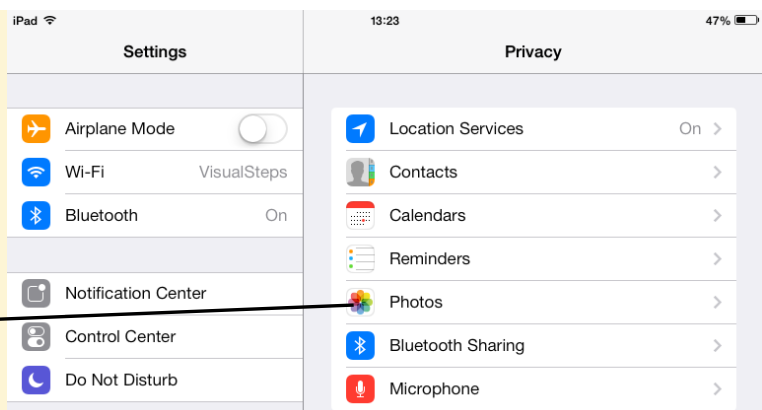 iPad 13:23 47%
Settings Privacy
Airplane Mode
Wi-Fi VisualSteps
Bluetooth On
Notification Center
Control Center
Do Not Disturb
Location Services On
Contacts
Calendars
Reminders
Photos
Bluetooth Sharing
Microphone